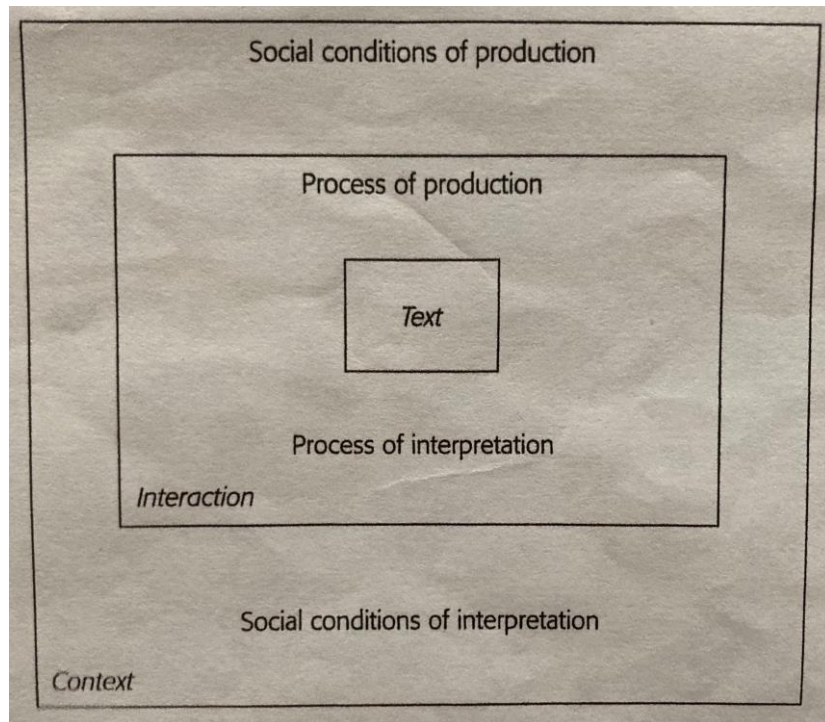 Social conditions of production
Process of production
Text
Process of interpretation
Interaction
Social conditions of interpretation
Context